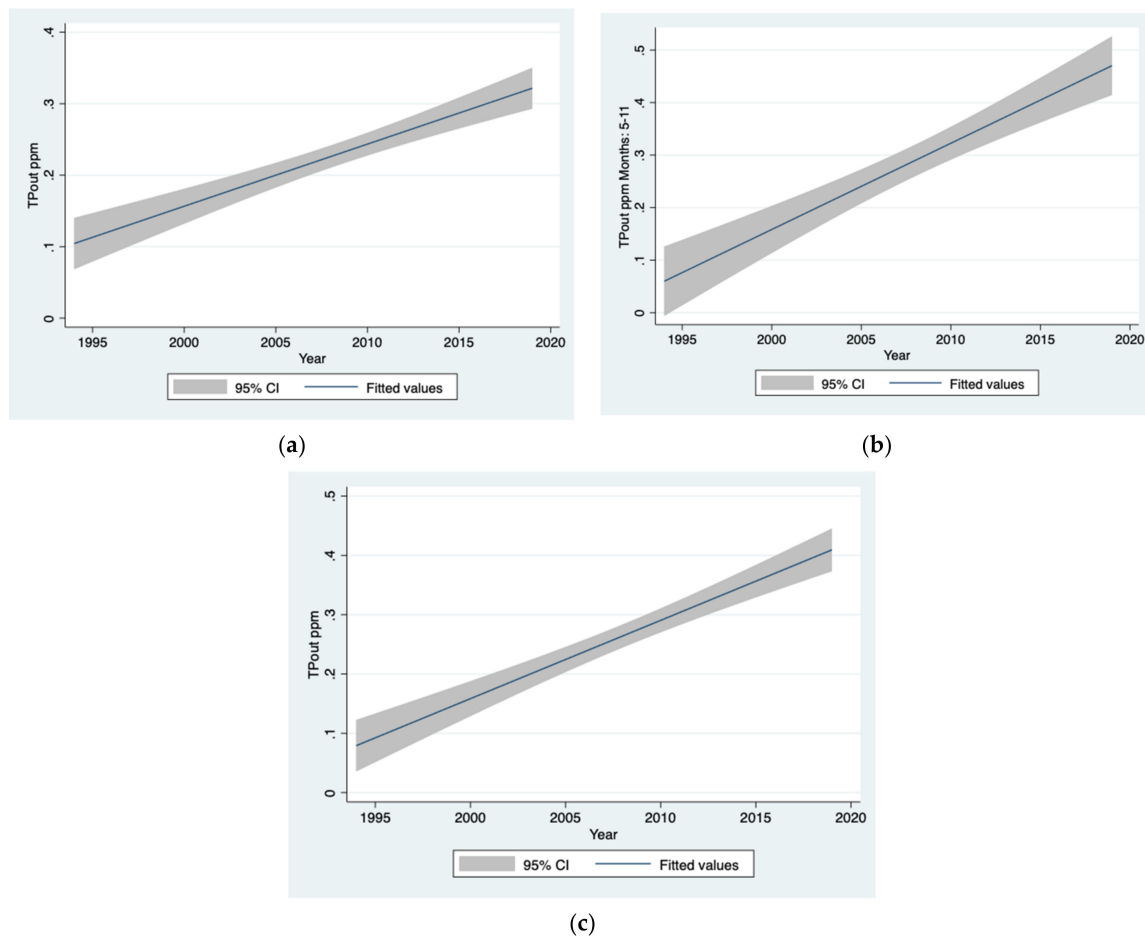 TPout ppm
.4
.3
.2
.1
0
1995 2000 2005 2010 2015 2020
Year
95% CI Fitted values
(a)
TPout ppm Months: 5-11
.5
.4
.3
.2
.1
0
1995 2000 2005 2010 2015 2020
Year
95% CI Fitted values
(b)
TPout ppm
.5
.4
.3
.2
.1
0
1995 2000 2005 2010 2015 2020
Year
95% CI Fitted values
(c)